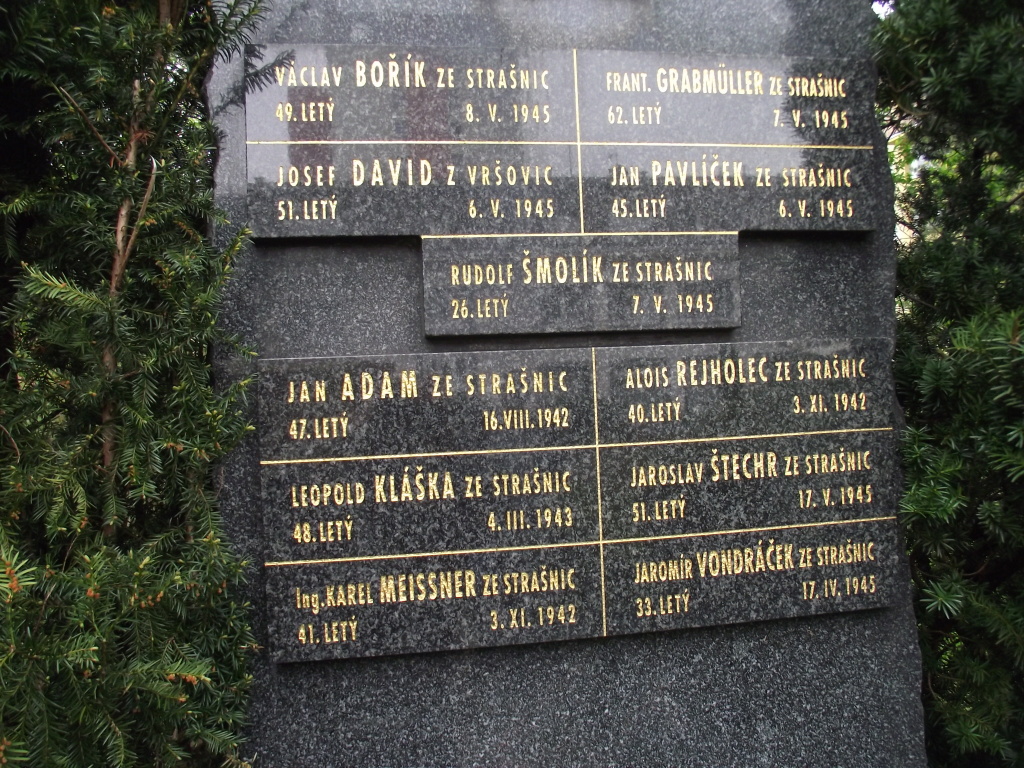 VÁCLAV BOŘÍK ZE STRAŠNIC
49. LETÝ 8. V. 1945
FRANT. GRABMÜLLER ZE STRAŠNIC
62. LETÝ 7. V. 1945
JOSEF DAVID Z VRŠOVIC
51. LETÝ 6. V. 1945
JAN PAVLÍČEK ZE STRAŠNIC
45. LETÝ 6. V. 1945
RUDOLF ŠMOLÍK ZE STRAŠNIC
26. LETÝ 7. V. 1945
JAN ADAM ZE STRAŠNIC
47. LETÝ 16. VIII. 1942
ALOIS REJHOLEC ZE STRAŠNIC
40. LETÝ 3. XI. 1942
LEOPOLD KLÁŠKA ZE STRAŠNIC
48. LETÝ 4. III. 1943
JAROSLAV ŠTECHR ZE STRAŠNIC
51. LETÝ 17. V. 1945
Ing. KAREL MEISSNER ZE STRAŠNIC
41. LETÝ 3. XI. 1942
JAROMÍR VONDRÁČEK ZE STRAŠNIC
33. LETÝ 17. IV. 1945